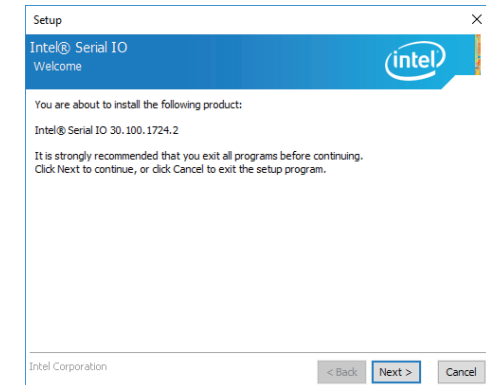 Setup
Intel® Serial IO
Welcome
intel
You are about to install the following product:
Intel® Serial IO 30.100.1724.2
It is strongly recommended that you exit all programs before continuing.
Click Next to continue, or click Cancel to exit the setup program.
Intel Corporation
< Back Next > Cancel